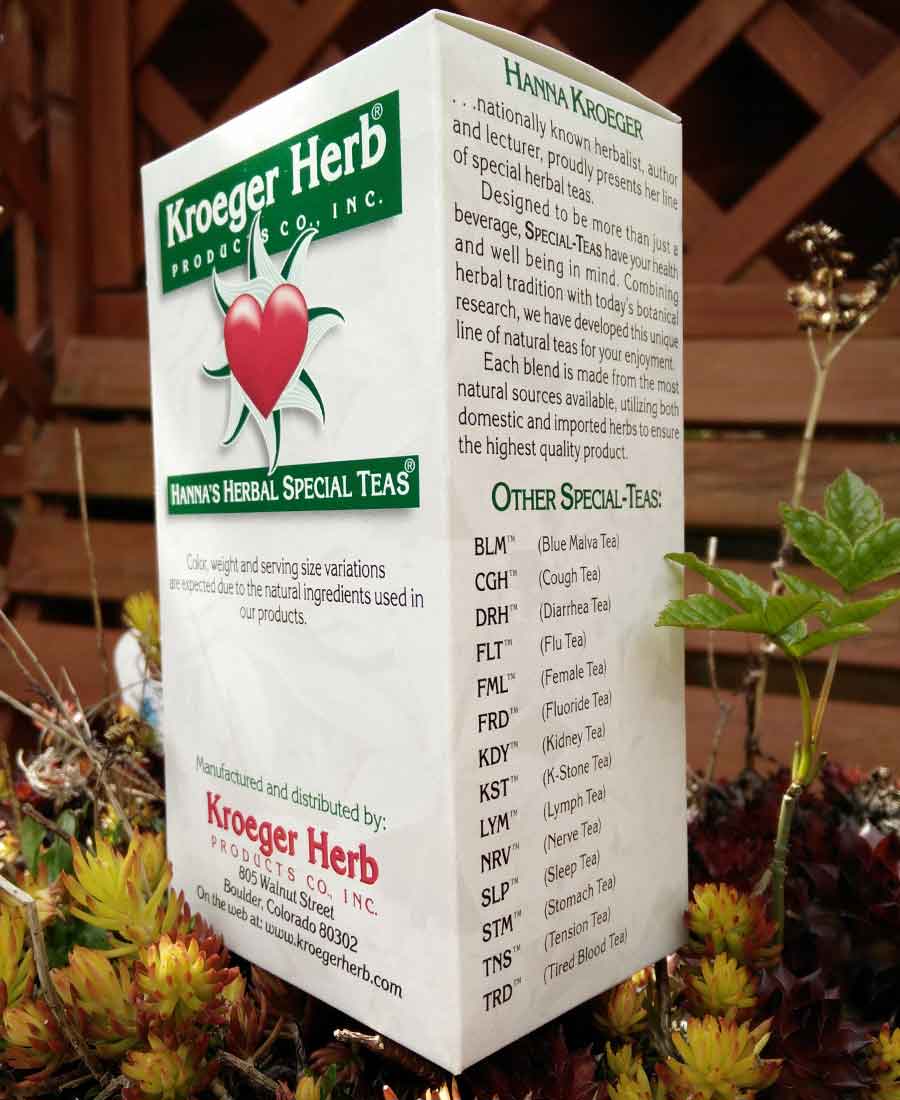 Kroeger Herb®
PRODUCTS CO., INC.
HANNA'S HERBAL SPECIAL TEAS®
Color, weight and serving size variations
are expected due to the natural ingredients used in
our products.
Manufactured and distributed by:
Kroeger Herb
PRODUCTS CO., INC.
805 Walnut Street
Boulder, Colorado 80302
On the web at: www.kroegerherb.com
HANNA KROEGER
. . .nationally known herbalist, author
and lecturer, proudly presents her line
of special herbal teas.
Designed to be more than just a
beverage, SPECIAL-TEAS have your health
and well being in mind. Combining
herbal tradition with today's botanical
research, we have developed this unique
line of natural teas for your enjoyment.
Each blend is made from the most
natural sources available, utilizing both
domestic and imported herbs to ensure
the highest quality product.
OTHER SPECIAL-TEAS:
BLM™ (Blue Malva Tea)
CGH™ (Cough Tea)
DRH™ (Diarrhea Tea)
FLT™ (Flu Tea)
FML™ (Female Tea)
FRD™ (Fluoride Tea)
KDY™ (Kidney Tea)
KST™ (K-Stone Tea)
LYM™ (Lymph Tea)
NRV™ (Nerve Tea)
SLP™ (Sleep Tea)
STM™ (Stomach Tea)
TNS™ (Tension Tea)
TRD™ (Tired Blood Tea)